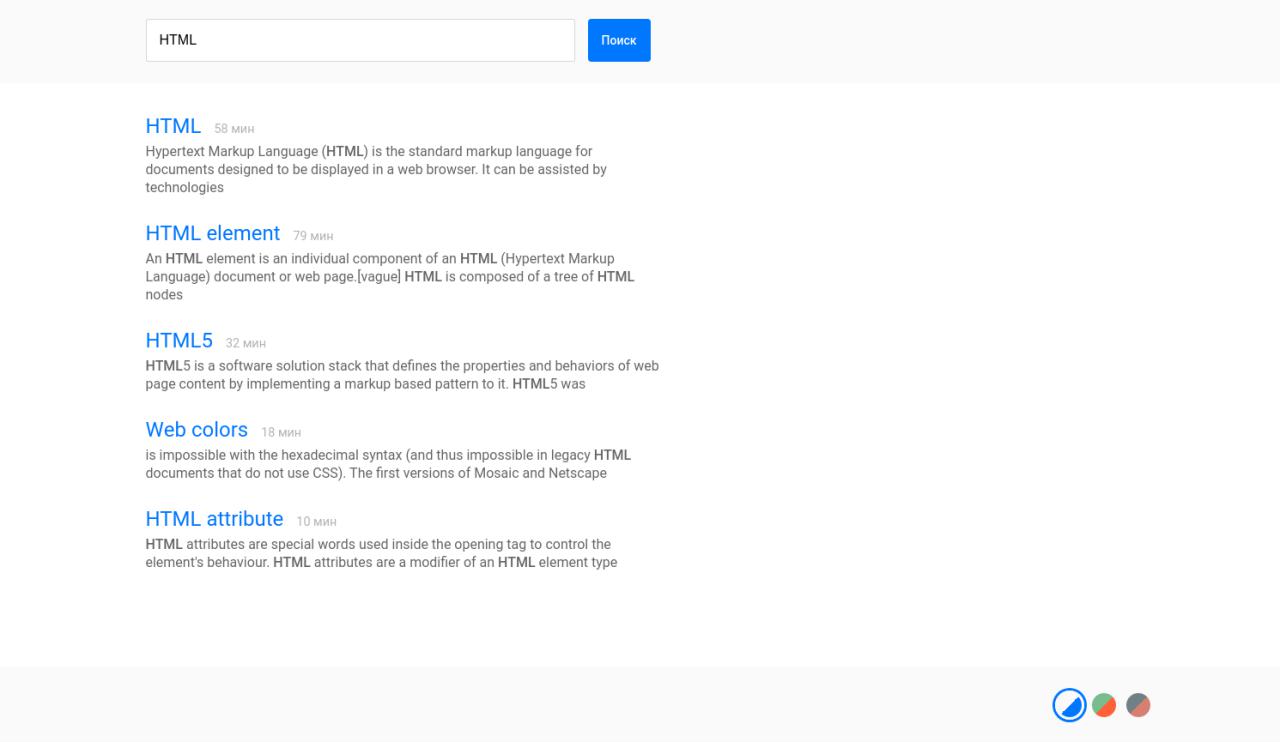 HTML Поиск
HTML 58 мин
Hypertext Markup Language (HTML) is the standard markup language for
documents designed to be displayed in a web browser. It can be assisted by
technologies
HTML element 79 мин
An HTML element is an individual component of an HTML (Hypertext Markup
Language) document or web page.[vague] HTML is composed of a tree of HTML
nodes
HTML5 32 мин
HTML5 is a software solution stack that defines the properties and behaviors of web
page content by implementing a markup based pattern to it. HTML5 was
Web colors 18 мин
is impossible with the hexadecimal syntax (and thus impossible in legacy HTML
documents that do not use CSS). The first versions of Mosaic and Netscape
HTML attribute 10 мин
HTML attributes are special words used inside the opening tag to control the
element's behaviour. HTML attributes are a modifier of an HTML element type